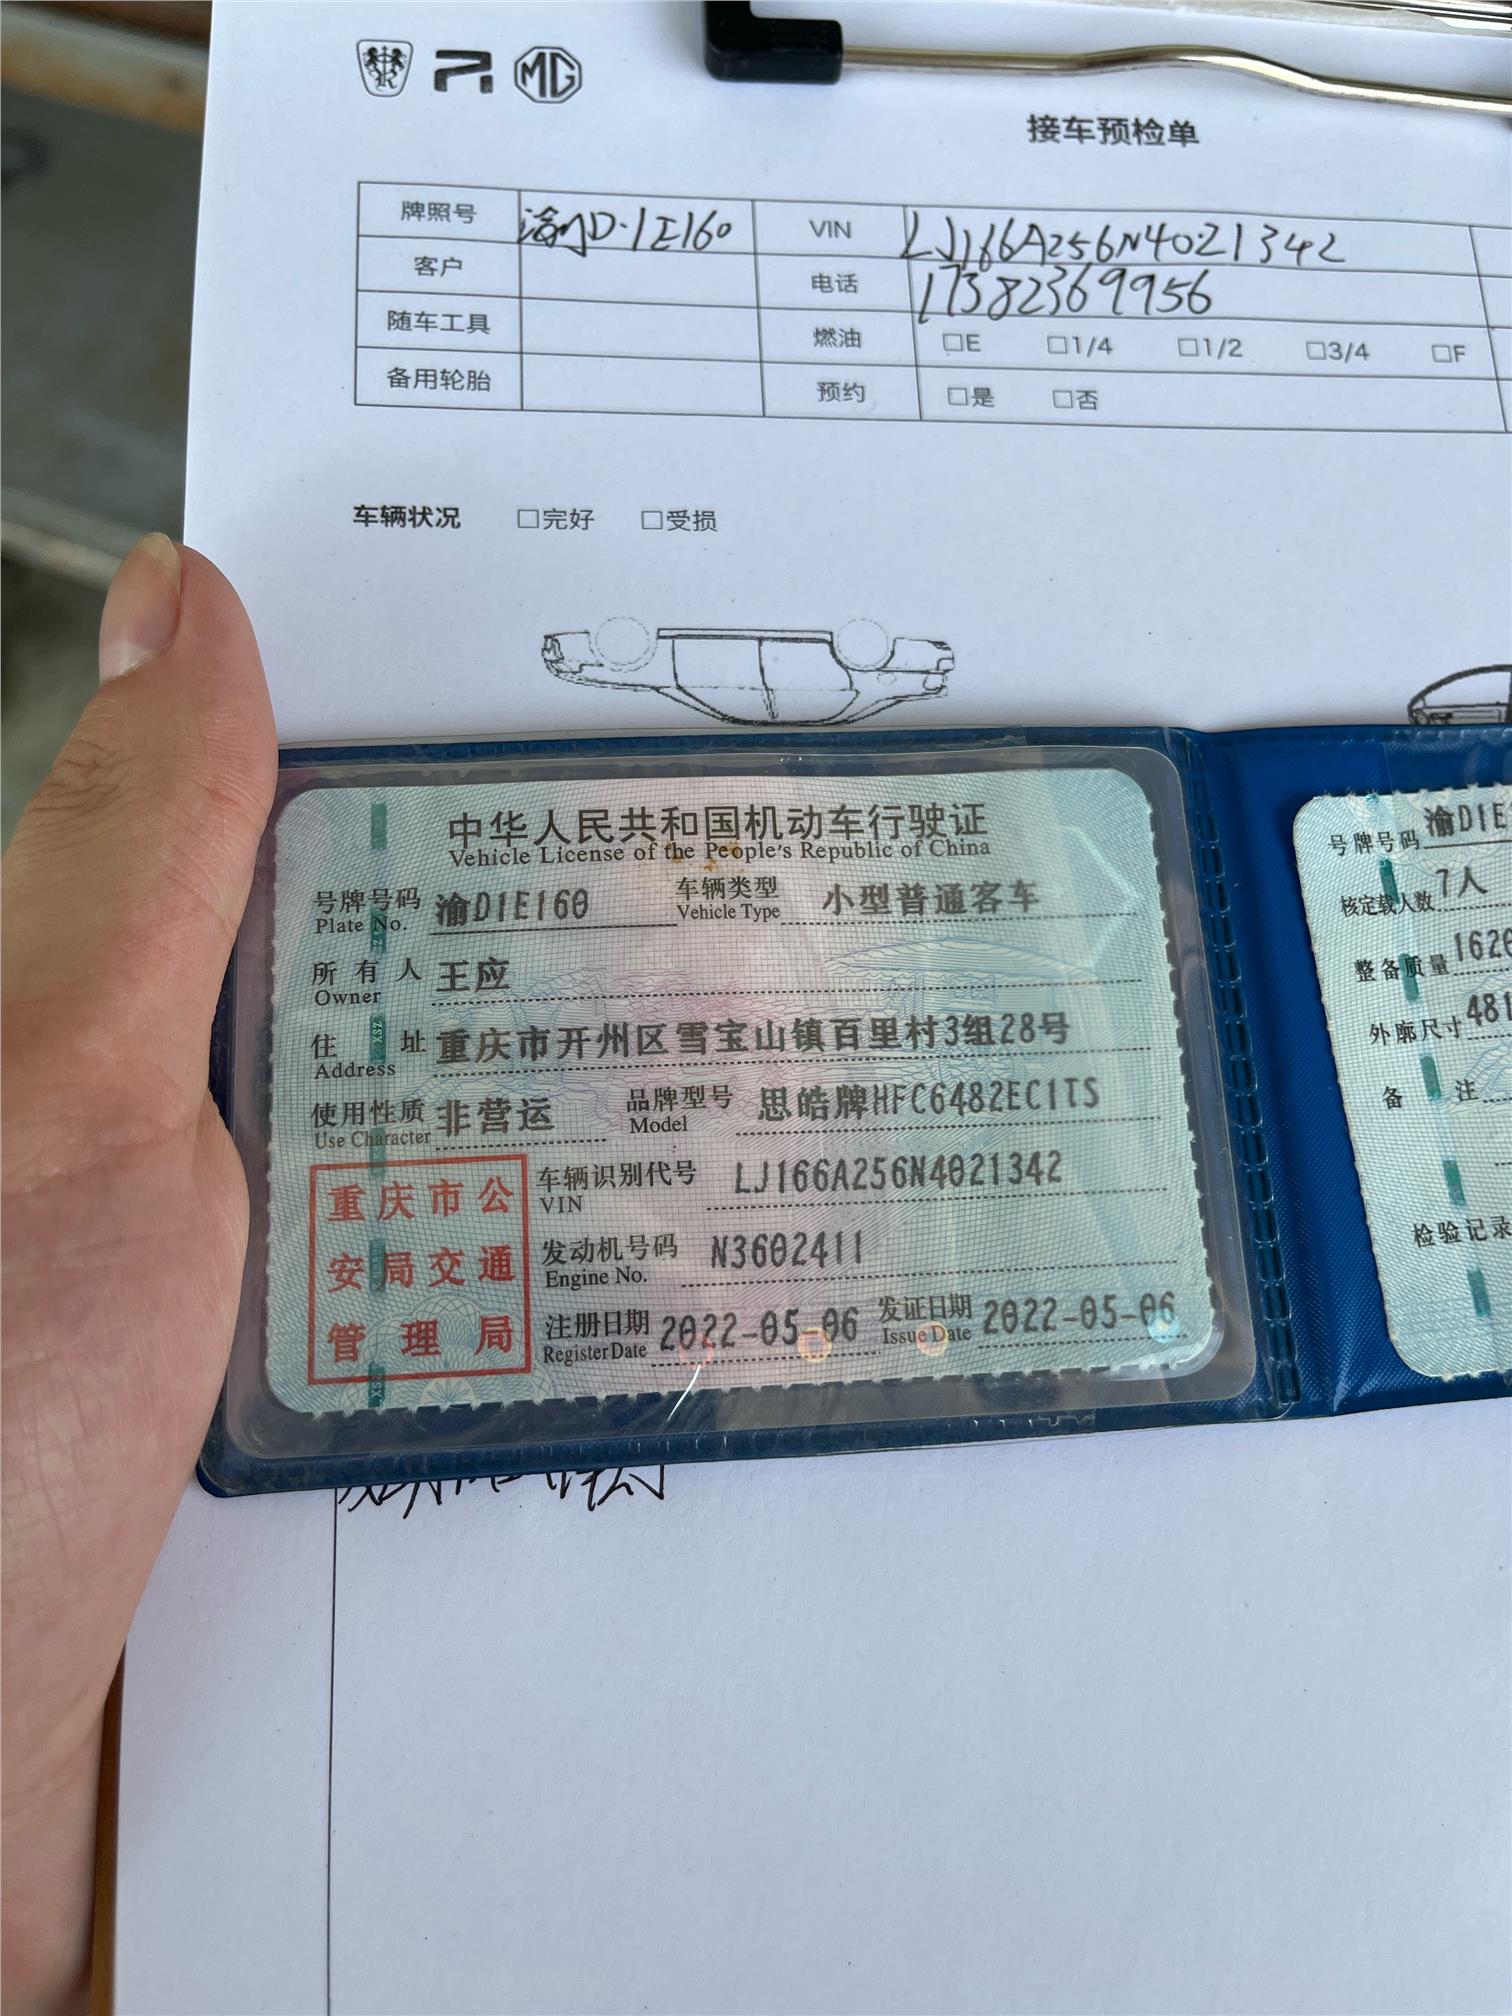 MG
接车预检单
牌照号 渝D·1E160 VIN LJ166A256N4021342
客户 电话 17382369956
随车工具 燃油 □E □1/4 □1/2 □3/4 □F
备用轮胎 预约 □是 □否
车辆状况 □完好 □受损
中华人民共和国机动车行驶证
Vehicle License of the People's Republic of China
号牌号码 渝D1E160 车辆类型 小型普通客车
Plate No. Vehicle Type
所有人 王应
Owner
住址 重庆市开州区雪宝山镇百里村3组28号
Address
使用性质 非营运 品牌型号 思皓牌HFC6482EC1TS
Use Character Model
车辆识别代号 LJ166A256N4021342
VIN
发动机号码 N3602411
Engine No.
注册日期 2022-05-06 发证日期 2022-05-06
Register Date Issue Date
重庆市公
安局交通
管理局
号牌号码 渝D1E
核定载人数 7人
整备质量 162
外廓尺寸 481
备注
检验记录